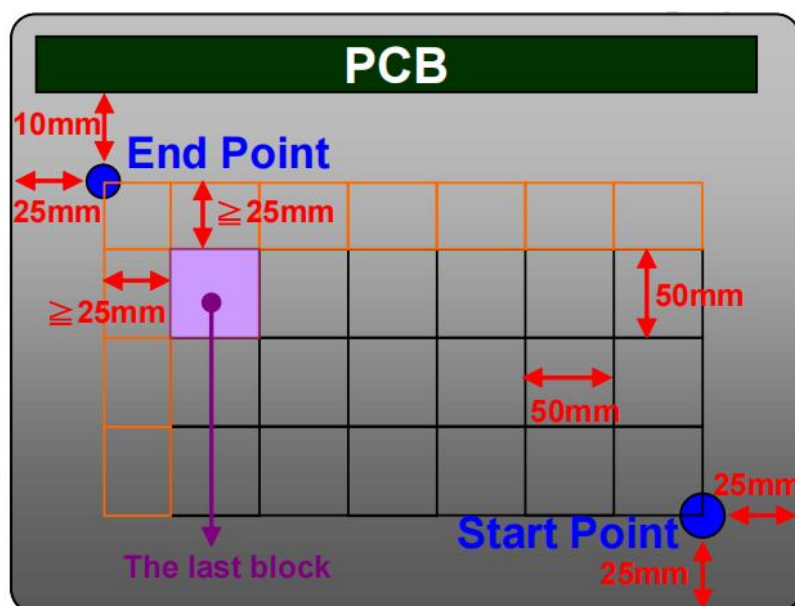 PCB
10mm
End Point
25mm
≧25mm
≧25mm
50mm
50mm
25mm
Start Point
The last block
25mm